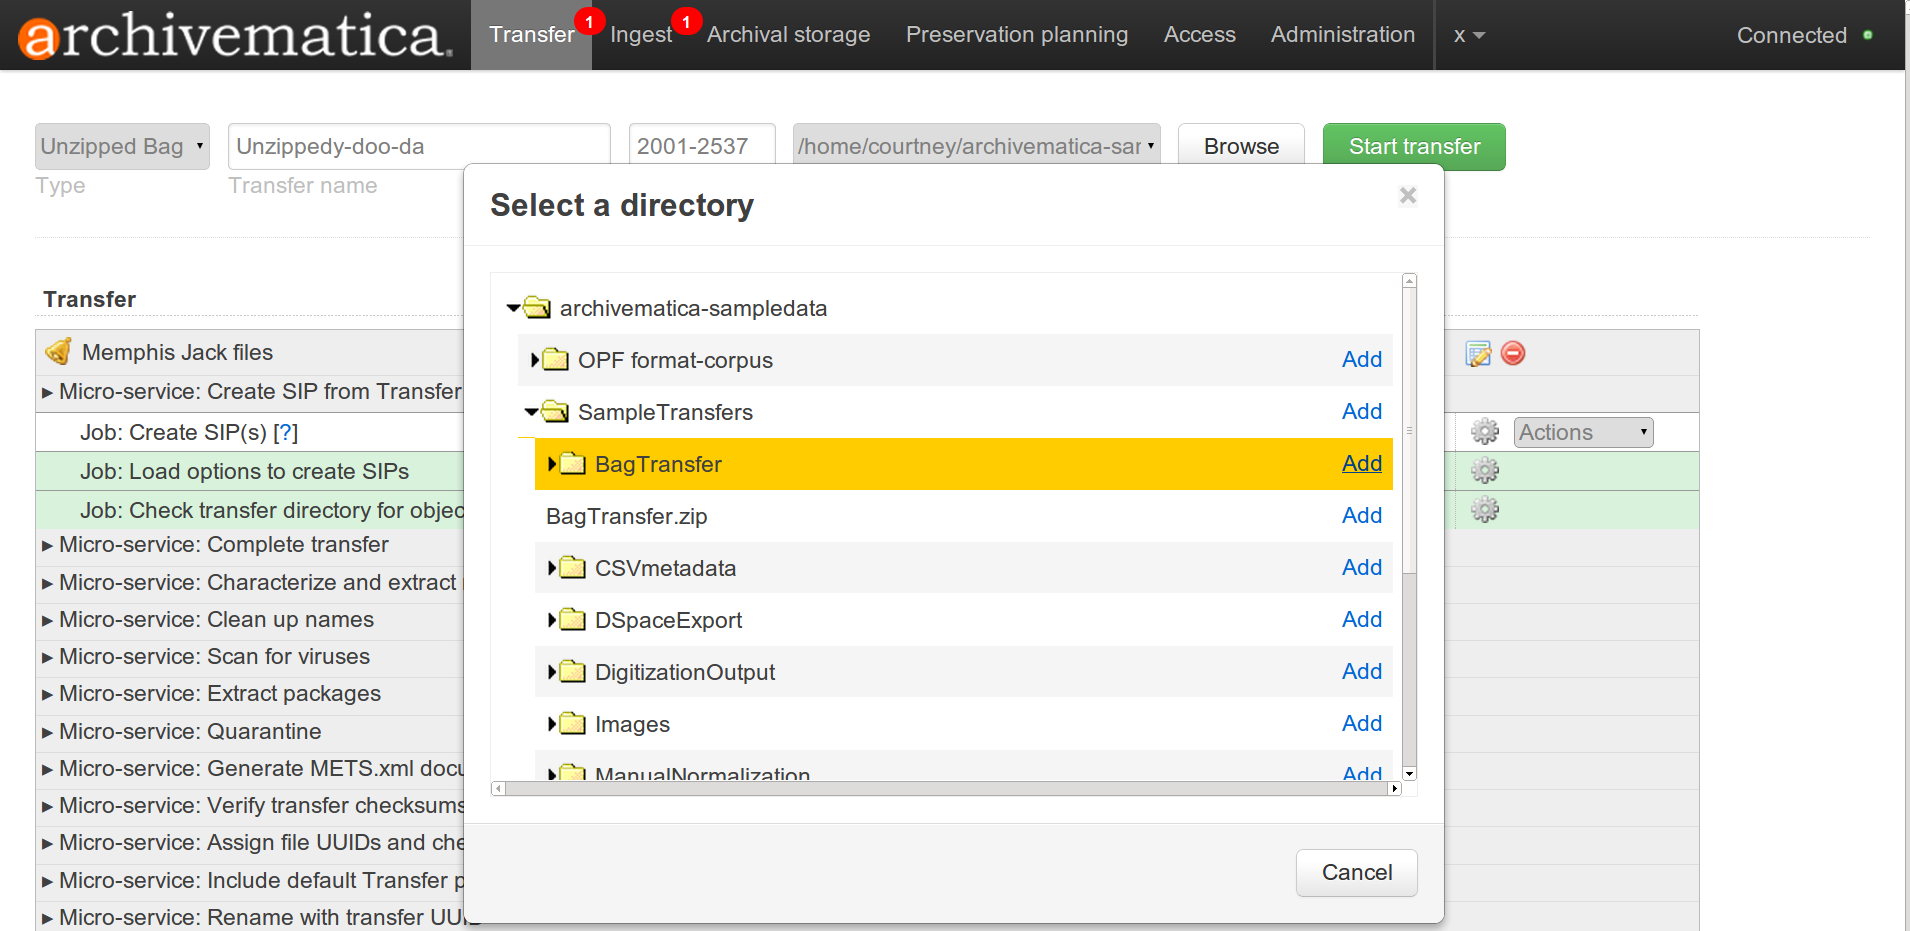 archivematica.
Transfer 1 Ingest 1 Archival storage Preservation planning Access Administration x Connected
Unzipped Bag Unzippedy-doo-da 2001-2537 /home/courtney/archivematica-sar Browse Start transfer
Type Transfer name
Select a directory
archivematica-sampledata
OPF format-corpus Add
SampleTransfers Add
BagTransfer Add
BagTransfer.zip Add
CSVmetadata Add
DSpaceExport Add
DigitizationOutput Add
Images Add
ManualNormalization Add
Cancel
Transfer
Memphis Jack files
Micro-service: Create SIP from Transfer
Job: Create SIP(s) [?] Actions
Job: Load options to create SIPs
Job: Check transfer directory for objec
Micro-service: Complete transfer
Micro-service: Characterize and extract
Micro-service: Clean up names
Micro-service: Scan for viruses
Micro-service: Extract packages
Micro-service: Quarantine
Micro-service: Generate METS.xml docu
Micro-service: Verify transfer checksums
Micro-service: Assign file UUIDs and che
Micro-service: Include default Transfer p
Micro-service: Rename with transfer UUID